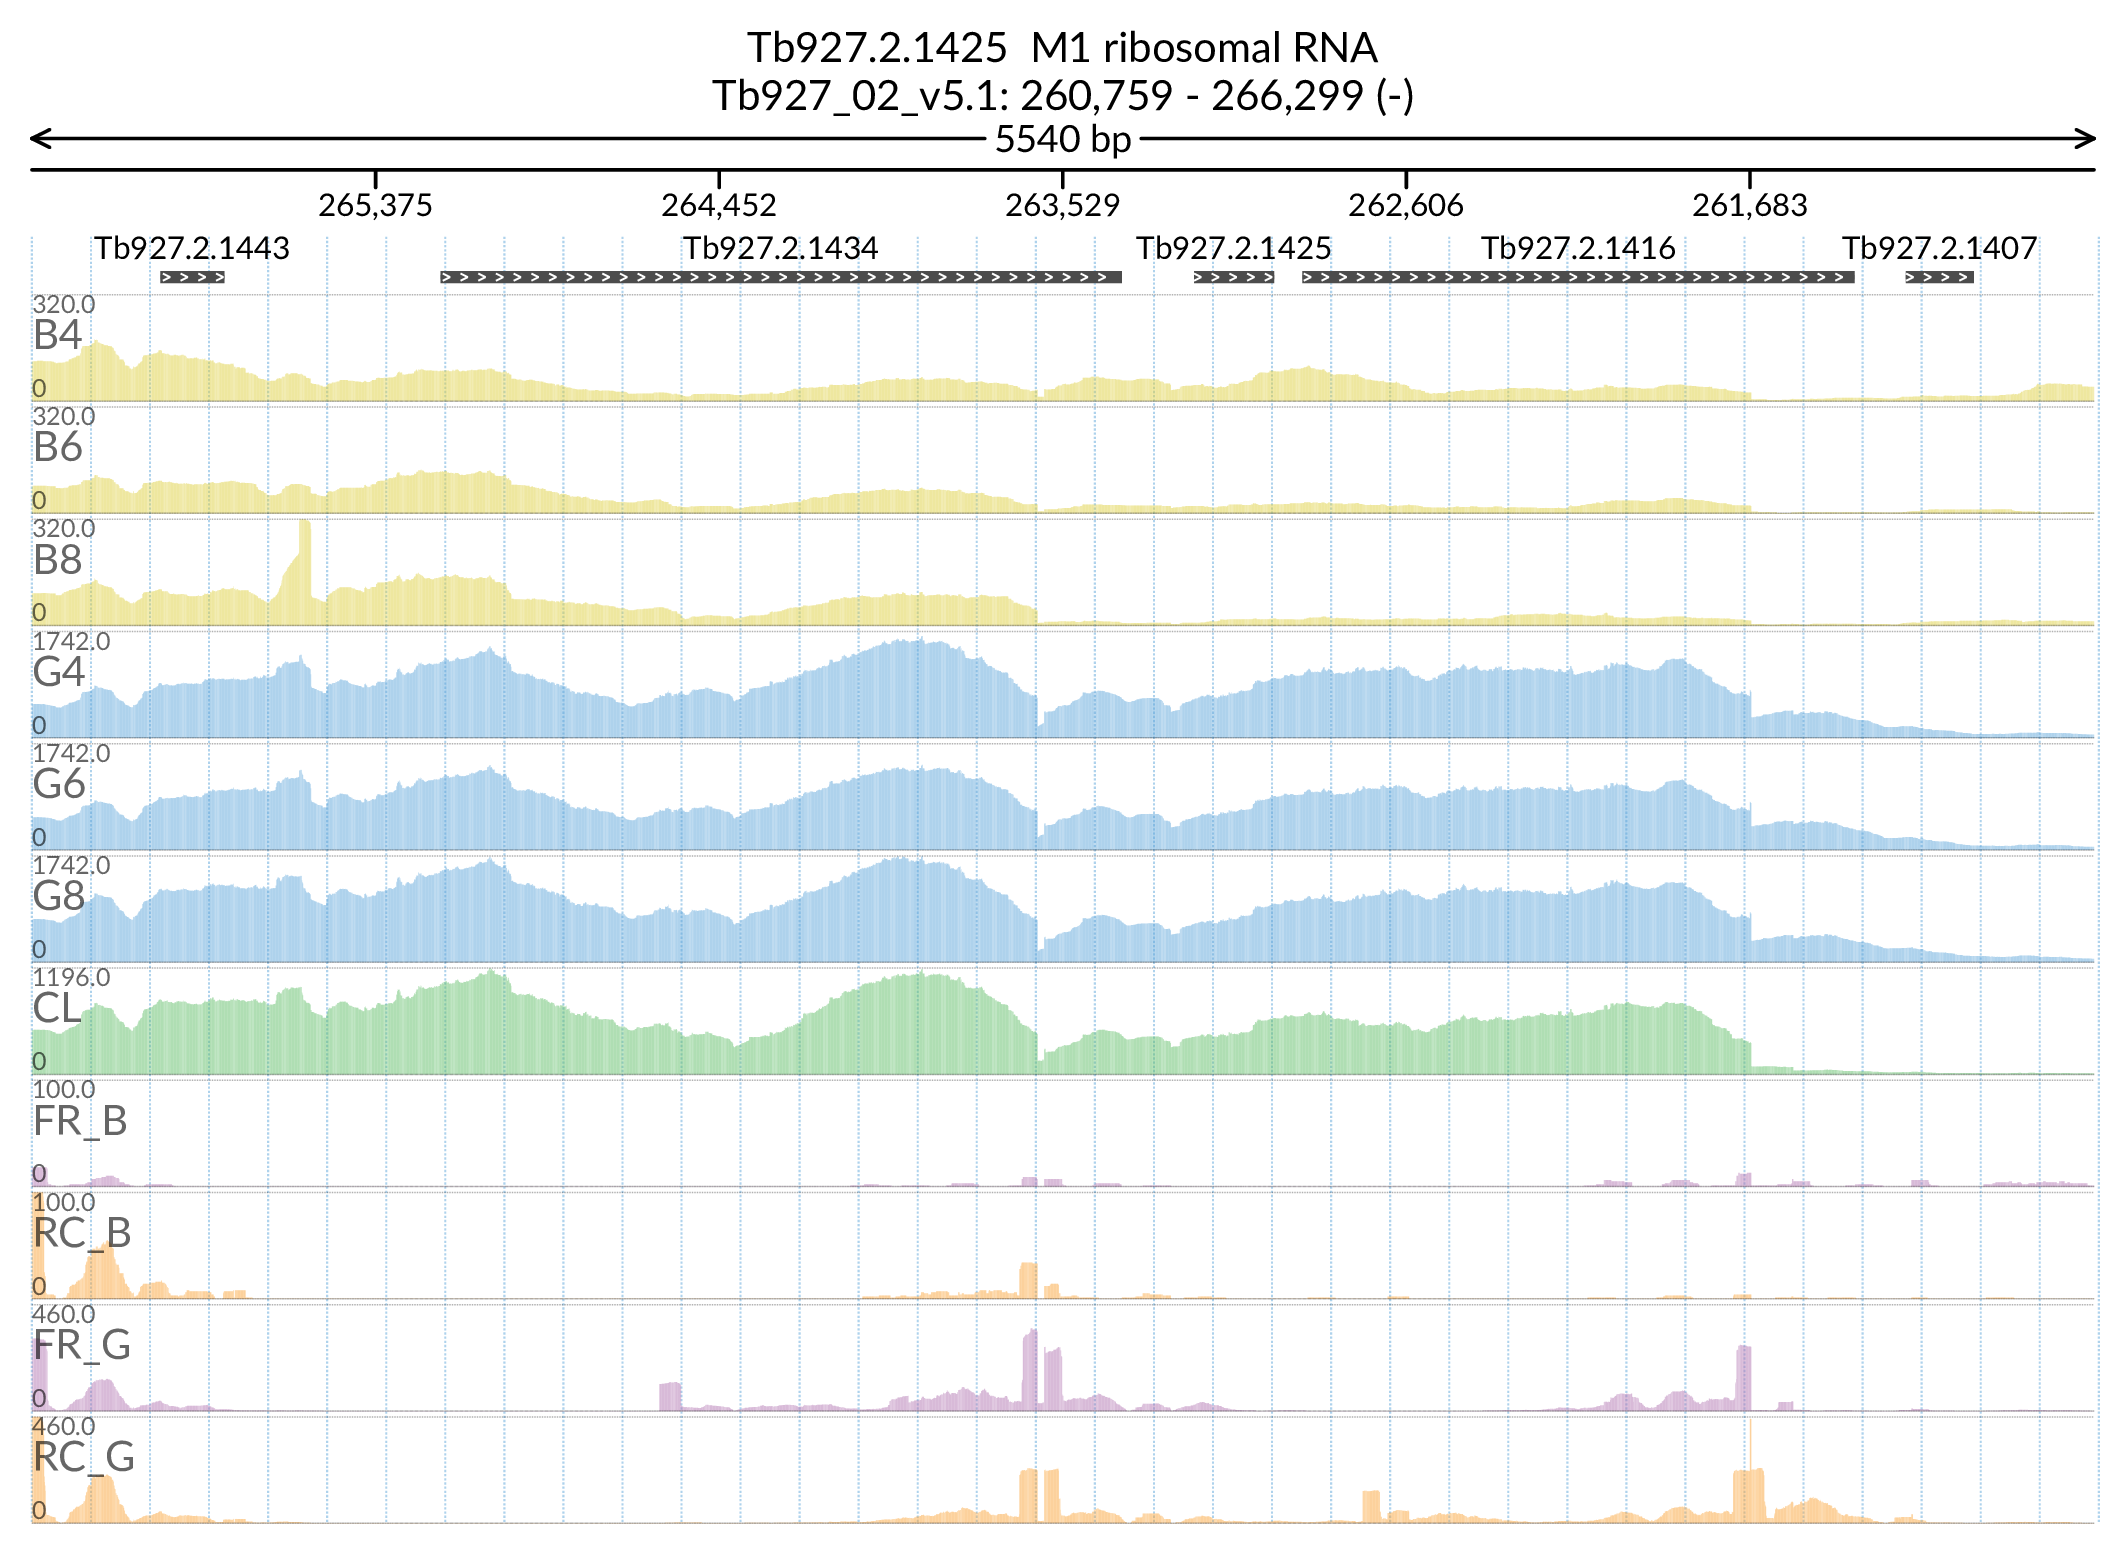 Tb927.2.1425 M1 ribosomal RNA
Tb927_02_v5.1: 260,759 - 266,299 (-)
5540 bp
265,375 264,452 263,529 262,606 261,683
Tb927.2.1443 Tb927.2.1434 Tb927.2.1425 Tb927.2.1416 Tb927.2.1407
320.0
B4
0
320.0
B6
0
320.0
B8
0
1742.0
G4
0
1742.0
G6
0
1742.0
G8
0
1196.0
CL
0
100.0
FR_B
0
100.0
RC_B
0
460.0
FR_G
0
460.0
RC_G
0